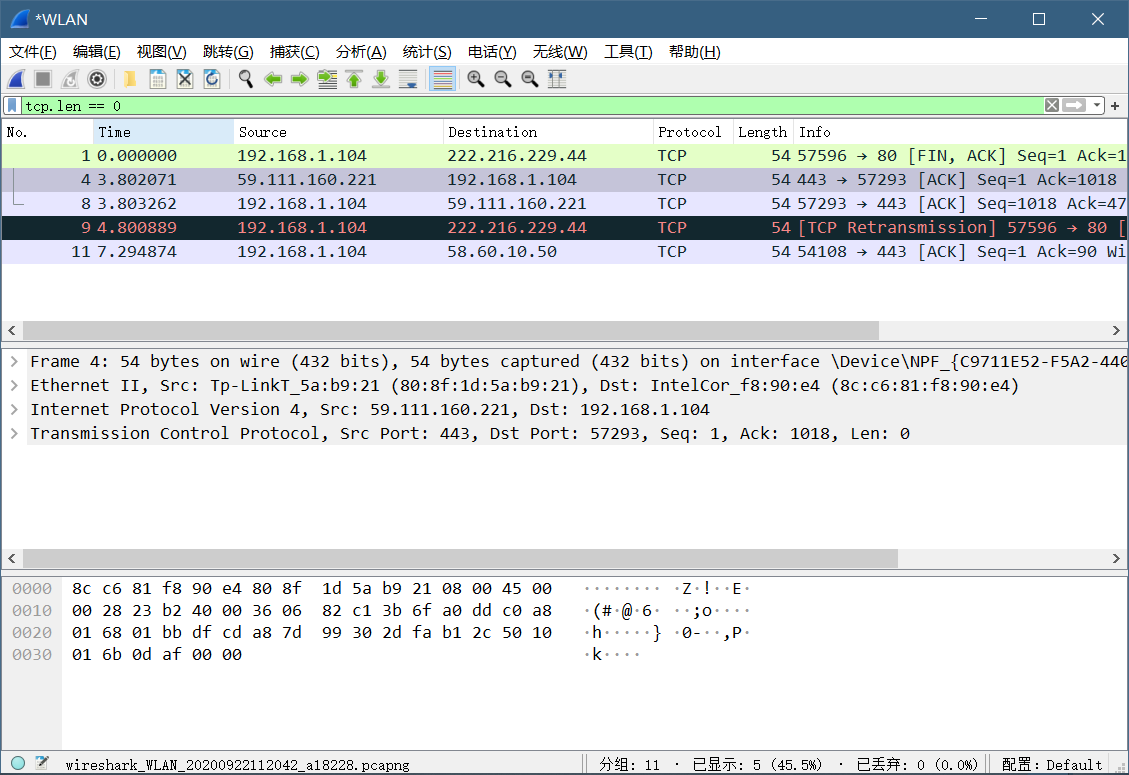 *WLAN
文件(F) 编辑(E) 视图(V) 跳转(G) 捕获(C) 分析(A) 统计(S) 电话(Y) 无线(W) 工具(T) 帮助(H)
tcp.len == 0
No. Time Source Destination Protocol Length Info
1 0.000000 192.168.1.104 222.216.229.44 TCP 54 57596 → 80 [FIN, ACK] Seq=1 Ack=1
4 3.802071 59.111.160.221 192.168.1.104 TCP 54 443 → 57293 [ACK] Seq=1 Ack=1018
8 3.803262 192.168.1.104 59.111.160.221 TCP 54 57293 → 443 [ACK] Seq=1018 Ack=47
9 4.800889 192.168.1.104 222.216.229.44 TCP 54 [TCP Retransmission] 57596 → 80 [
11 7.294874 192.168.1.104 58.60.10.50 TCP 54 54108 → 443 [ACK] Seq=1 Ack=90 Wi
Frame 4: 54 bytes on wire (432 bits), 54 bytes captured (432 bits) on interface \Device\NPF_{C9711E52-F5A2-440
Ethernet II, Src: Tp-LinkT_5a:b9:21 (80:8f:1d:5a:b9:21), Dst: IntelCor_f8:90:e4 (8c:c6:81:f8:90:e4)
Internet Protocol Version 4, Src: 59.111.160.221, Dst: 192.168.1.104
Transmission Control Protocol, Src Port: 443, Dst Port: 57293, Seq: 1, Ack: 1018, Len: 0
0000 8c c6 81 f8 90 e4 80 8f 1d 5a b9 21 08 00 45 00 ········ ·Z·!··E·
0010 00 28 23 b2 40 00 36 06 82 c1 3b 6f a0 dd c0 a8 ·(#·@·6· ··;o····
0020 01 68 01 bb df cd a8 7d 99 30 2d fa b1 2c 50 10 ·h·····} ·0-··,P·
0030 01 6b 0d af 00 00 ·k····
wireshark_WLAN_20200922112042_a18228.pcapng 分组: 11 · 已显示: 5 (45.5%) · 已丢弃: 0 (0.0%) 配置: Default